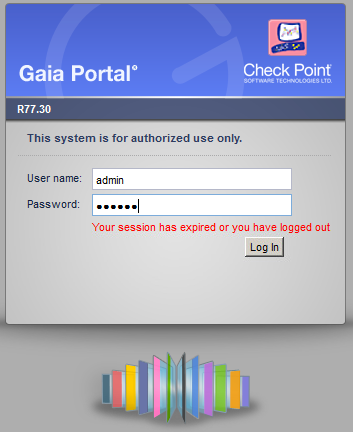 Gaia Portal
Check Point
SOFTWARE TECHNOLOGIES LTD.
R77.30
This system is for authorized use only.
User name: admin
Password: ●●●●●●
Your session has expired or you have logged out
Log In